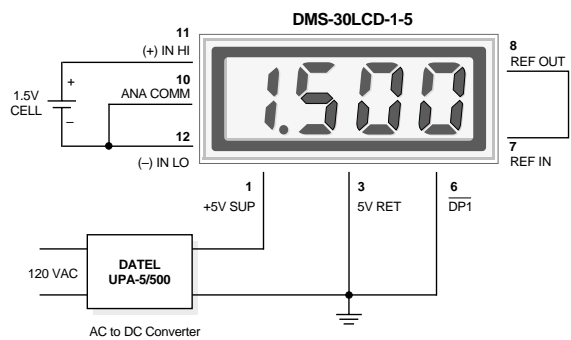 DMS-30LCD-1-5
11
(+) IN HI
8
REF OUT
1.500
+
10
ANA COMM
1.5V
CELL
–
12
(–) IN LO
7
REF IN
1
+5V SUP
3
5V RET
6
DP1
120 VAC
DATEL
UPA-5/500
AC to DC Converter